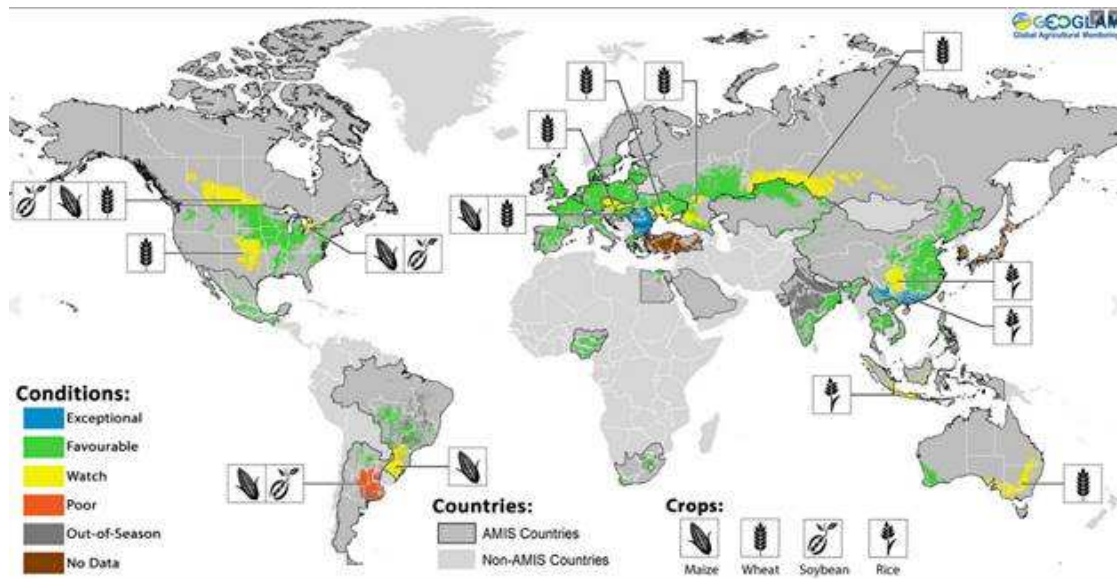 GEOGLAM
Global Agricultural Monitoring
Conditions:
Exceptional
Favourable
Watch
Poor
Out-of-Season
No Data
Countries:
AMIS Countries
Non-AMIS Countries
Crops:
Maize
Wheat
Soybean
Rice